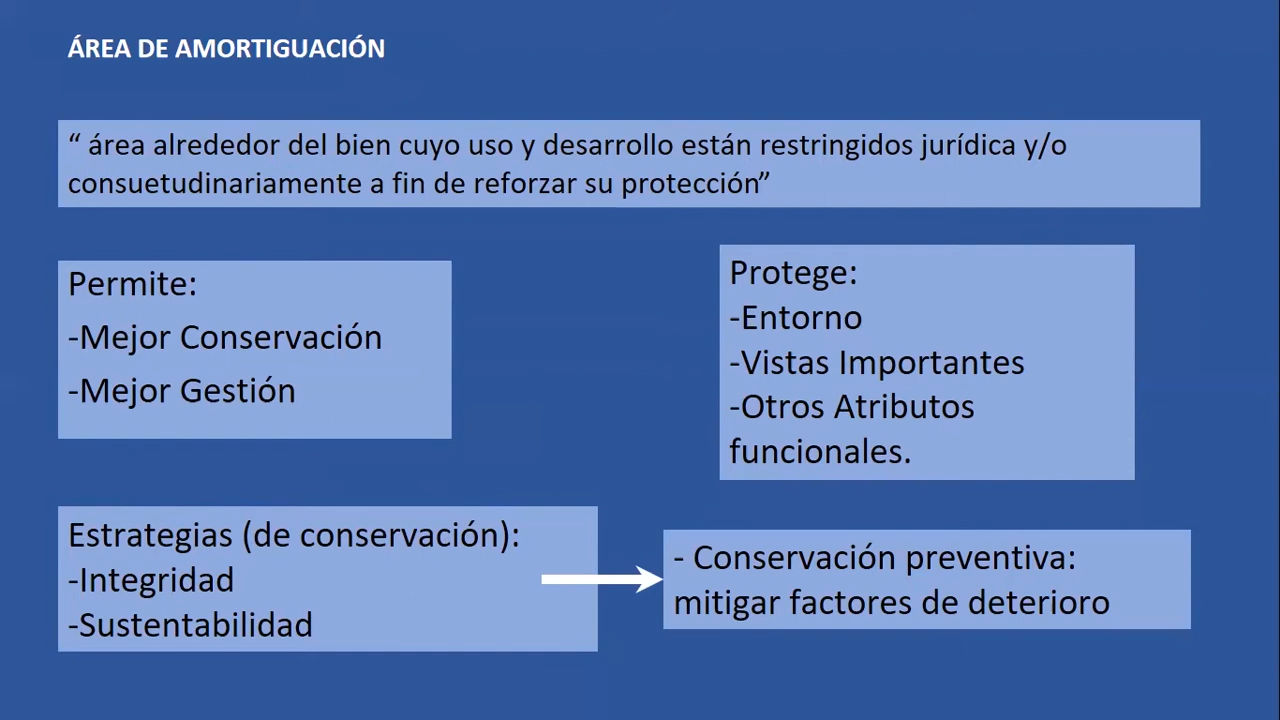 ÁREA DE AMORTIGUACIÓN
“ área alrededor del bien cuyo uso y desarrollo están restringidos jurídica y/o
consuetudinariamente a fin de reforzar su protección”
Permite:
-Mejor Conservación
-Mejor Gestión
Protege:
-Entorno
-Vistas Importantes
-Otros Atributos
funcionales.
Estrategias (de conservación):
-Integridad
-Sustentabilidad
- Conservación preventiva:
mitigar factores de deterioro